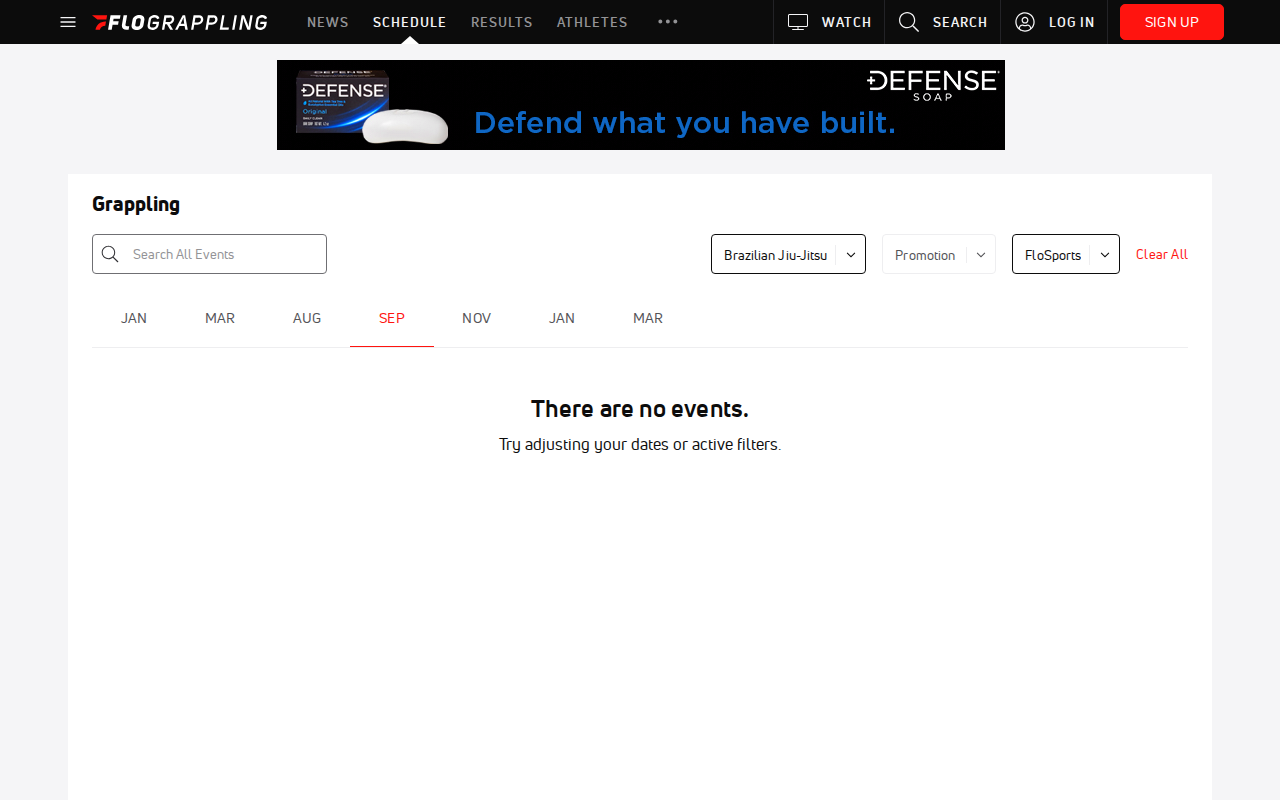 FLOGRAPPLING
NEWS
SCHEDULE
RESULTS
ATHLETES
WATCH
SEARCH
LOG IN
SIGN UP
DEFENSE
Original
DEFENSE
SOAP
Defend what you have built.
Grappling
Search All Events
Brazilian Jiu-Jitsu
Promotion
FloSports
Clear All
JAN
MAR
AUG
SEP
NOV
JAN
MAR
There are no events.
Try adjusting your dates or active filters.